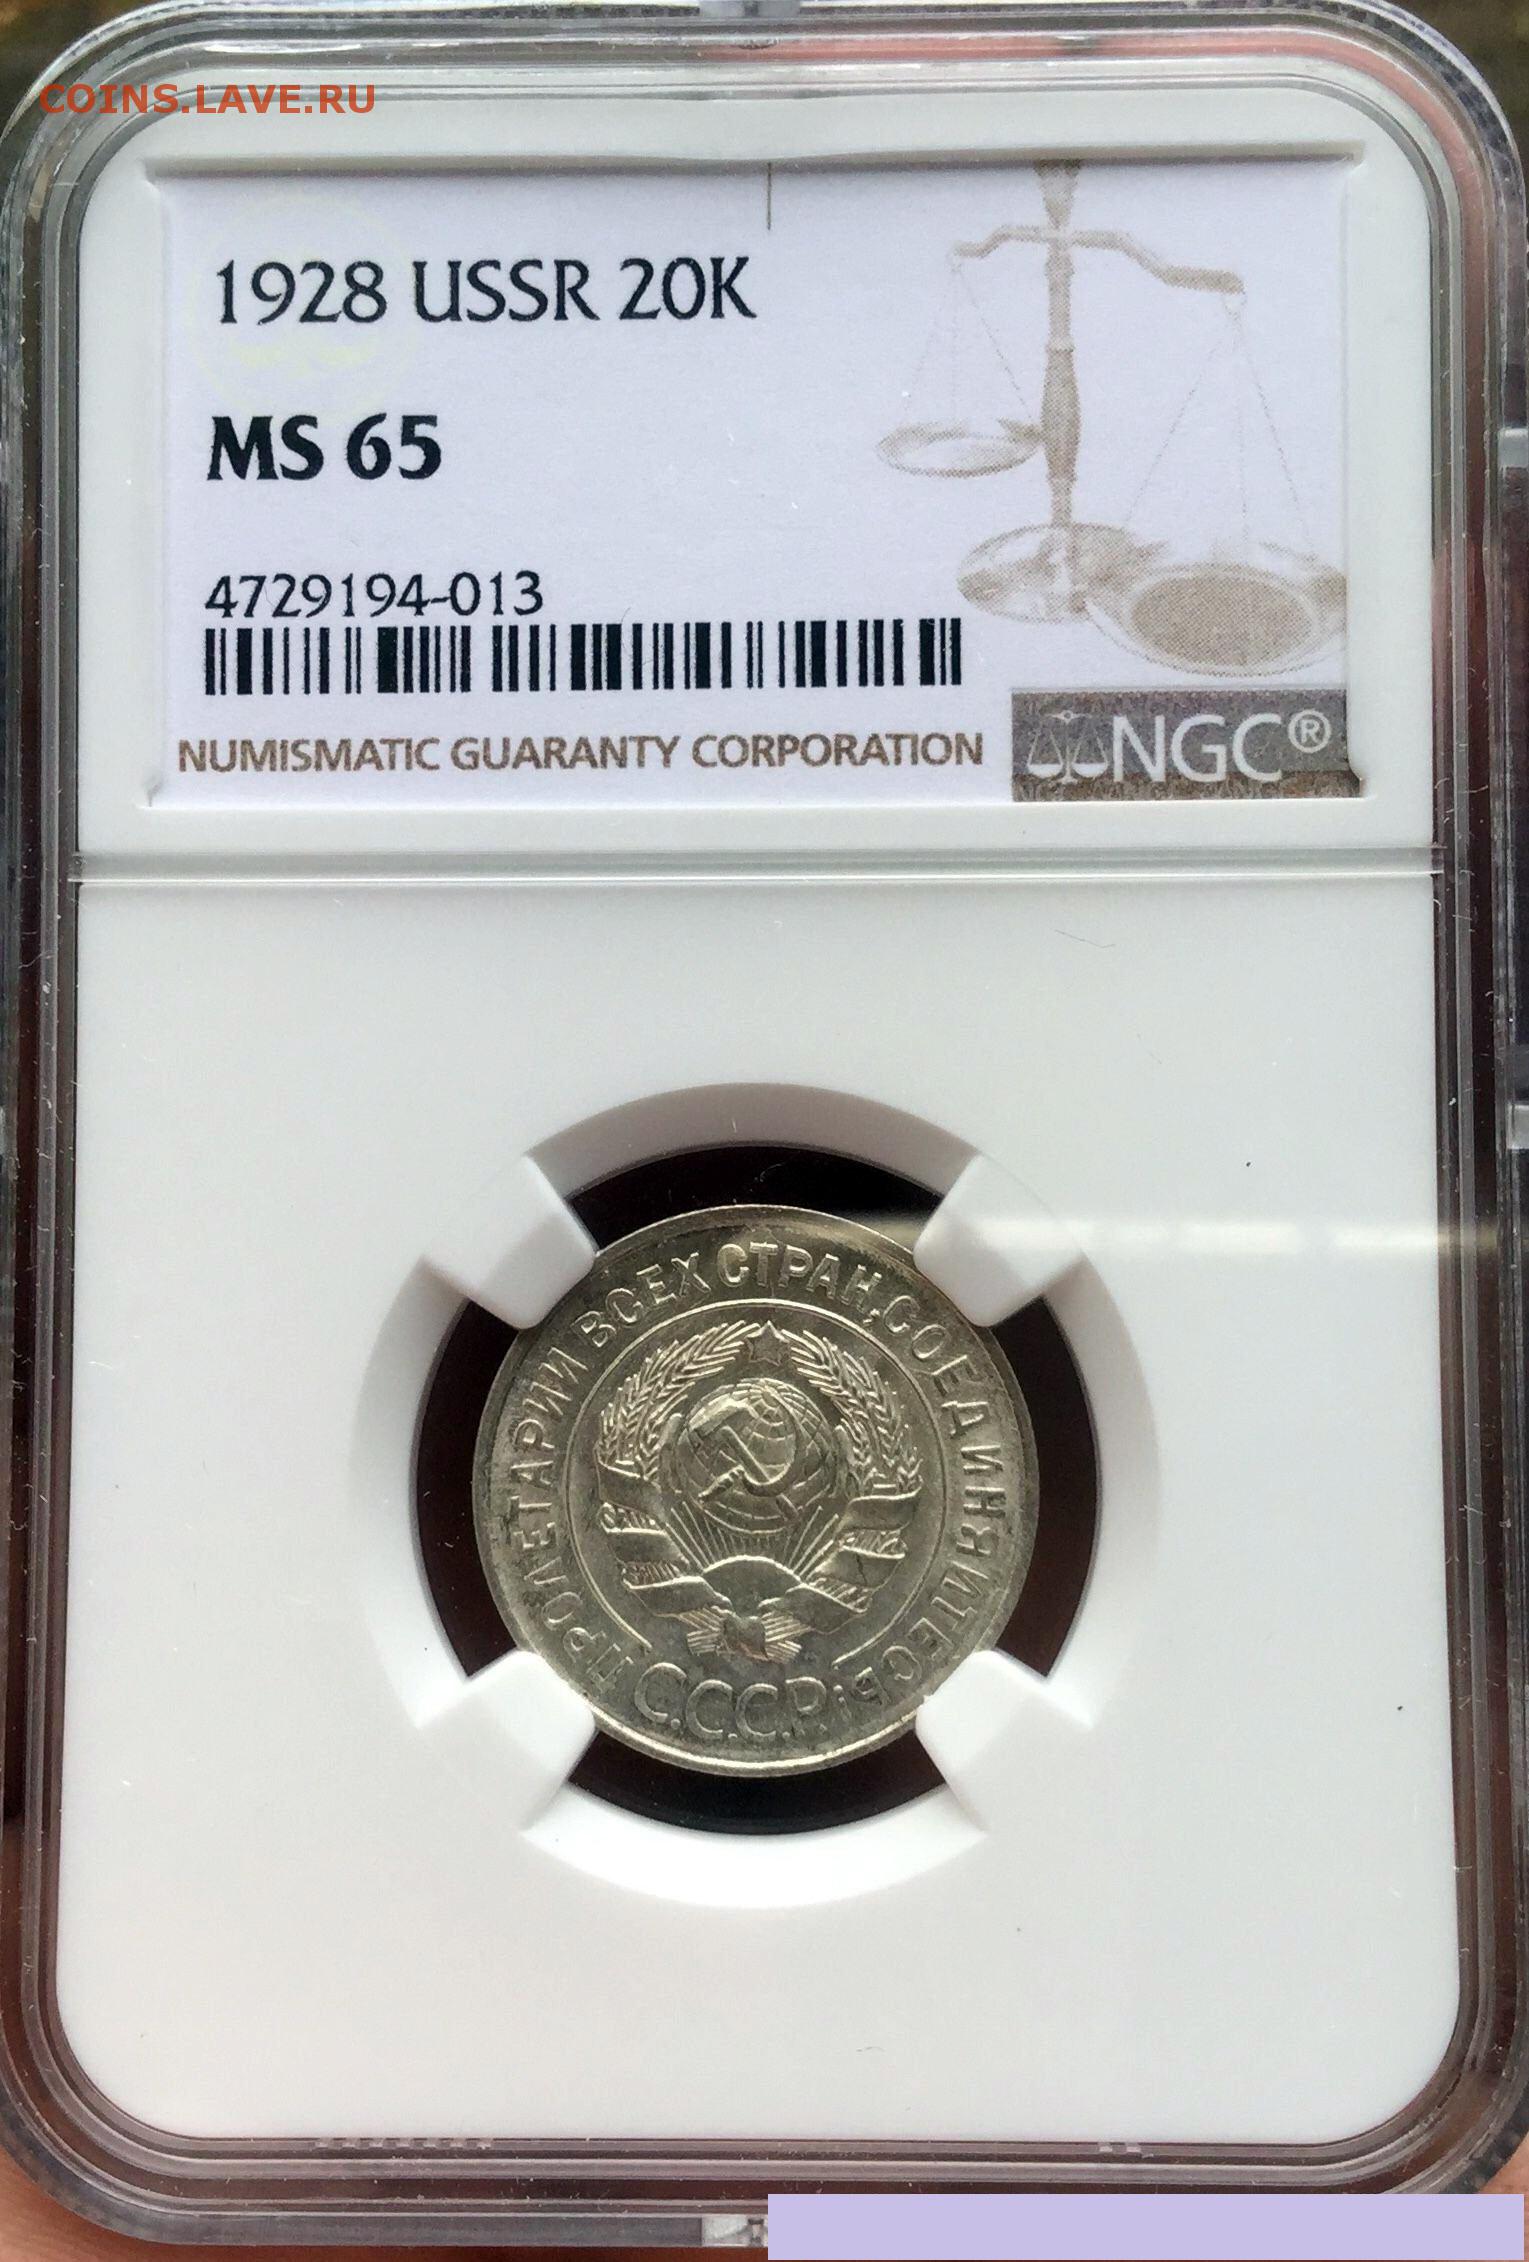 COINS.LAVE.RU
1928 USSR 20K
MS 65
4729194-013
NUMISMATIC GUARANTY CORPORATION
NGC®
ПРОЛЕТАРИИ ВСЕХ СТРАН, СОЕДИНЯЙТЕСЬ!
С.С.С.Р.